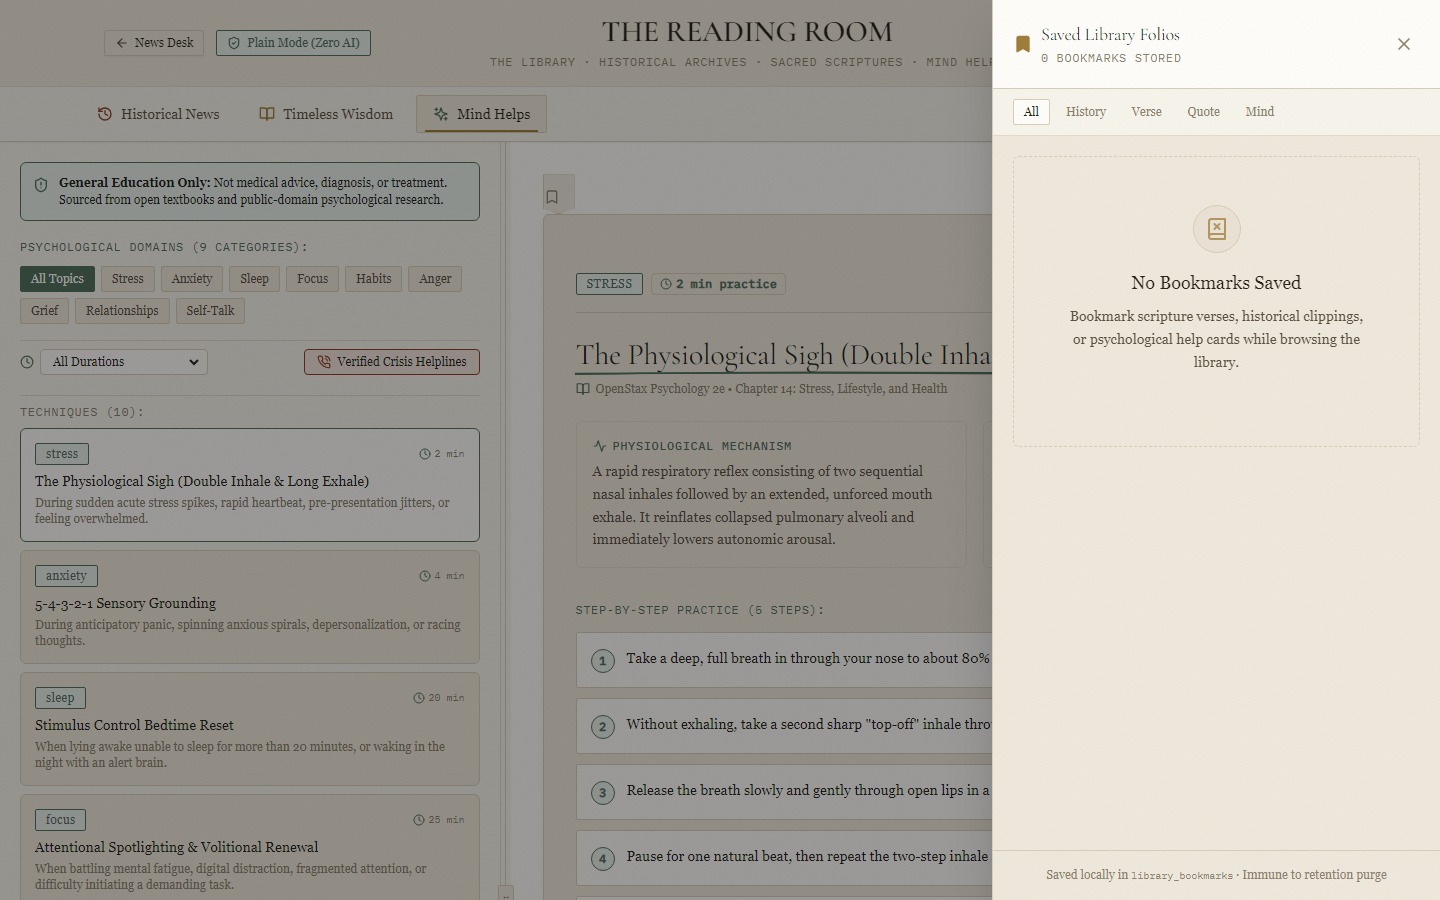 News Desk
Plain Mode (Zero AI)
THE READING ROOM
THE LIBRARY · HISTORICAL ARCHIVES · SACRED SCRIPTURES · MIND HELP
Historical News
Timeless Wisdom
Mind Helps
General Education Only: Not medical advice, diagnosis, or treatment.
Sourced from open textbooks and public-domain psychological research.
PSYCHOLOGICAL DOMAINS (9 CATEGORIES):
All Topics
Stress
Anxiety
Sleep
Focus
Habits
Anger
Grief
Relationships
Self-Talk
All Durations
Verified Crisis Helplines
TECHNIQUES (10):
stress
2 min
The Physiological Sigh (Double Inhale & Long Exhale)
During sudden acute stress spikes, rapid heartbeat, pre-presentation jitters, or
feeling overwhelmed.
anxiety
4 min
5-4-3-2-1 Sensory Grounding
During anticipatory panic, spinning anxious spirals, depersonalization, or racing
thoughts.
sleep
20 min
Stimulus Control Bedtime Reset
When lying awake unable to sleep for more than 20 minutes, or waking in the
night with an alert brain.
focus
25 min
Attentional Spotlighting & Volitional Renewal
When battling mental fatigue, digital distraction, fragmented attention, or
difficulty initiating a demanding task.
STRESS
2 min practice
The Physiological Sigh (Double Inha
OpenStax Psychology 2e • Chapter 14: Stress, Lifestyle, and Health
PHYSIOLOGICAL MECHANISM
A rapid respiratory reflex consisting of two sequential
nasal inhales followed by an extended, unforced mouth
exhale. It reinflates collapsed pulmonary alveoli and
immediately lowers autonomic arousal.
STEP-BY-STEP PRACTICE (5 STEPS):
1 Take a deep, full breath in through your nose to about 80%
2 Without exhaling, take a second sharp "top-off" inhale thro
3 Release the breath slowly and gently through open lips in a
4 Pause for one natural beat, then repeat the two-step inhale
Saved Library Folios
0 BOOKMARKS STORED
All
History
Verse
Quote
Mind
No Bookmarks Saved
Bookmark scripture verses, historical clippings,
or psychological help cards while browsing the
library.
Saved locally in library_bookmarks · Immune to retention purge